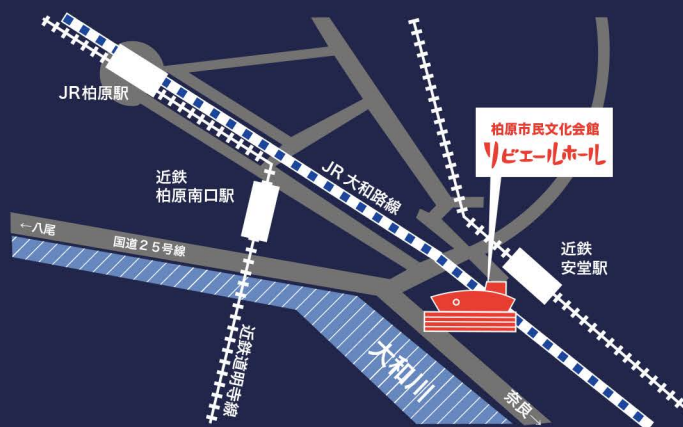 JR柏原駅
柏原市民文化会館
リビエールホール
JR大和路線
近鉄
柏原南口駅
←八尾
国道25号線
近鉄
安堂駅
近鉄道明寺線
大和川
奈良→